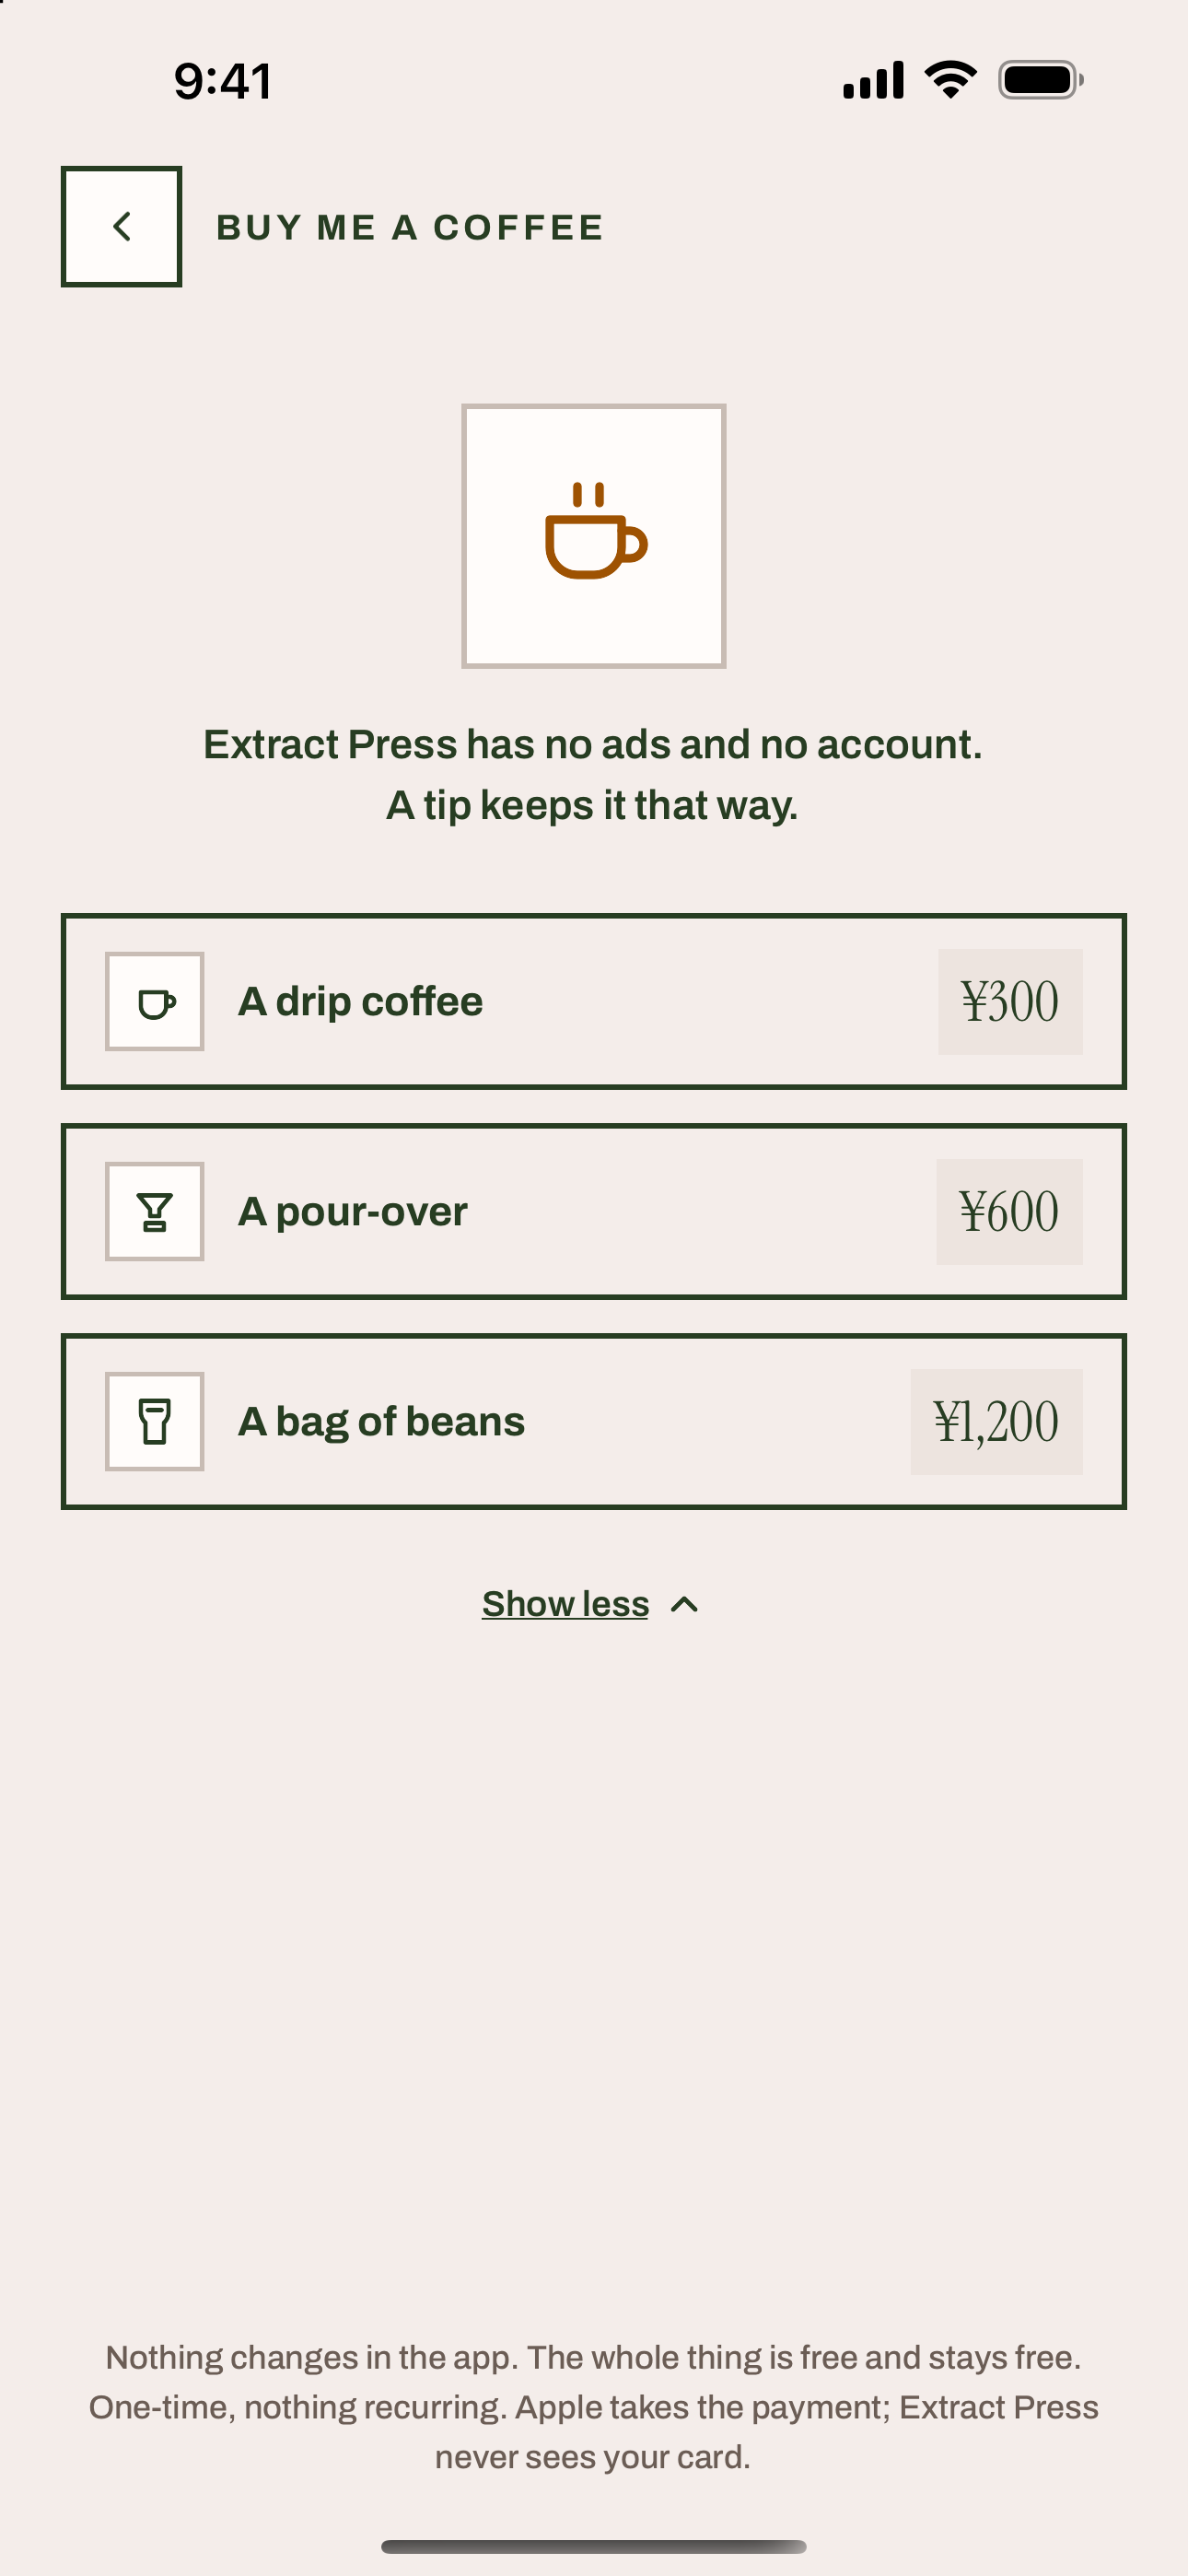 9:41
BUY ME A COFFEE
Extract Press has no ads and no account.
A tip keeps it that way.
A drip coffee
¥300
A pour-over
¥600
A bag of beans
¥1,200
Show less
Nothing changes in the app. The whole thing is free and stays free.
One-time, nothing recurring. Apple takes the payment; Extract Press
never sees your card.